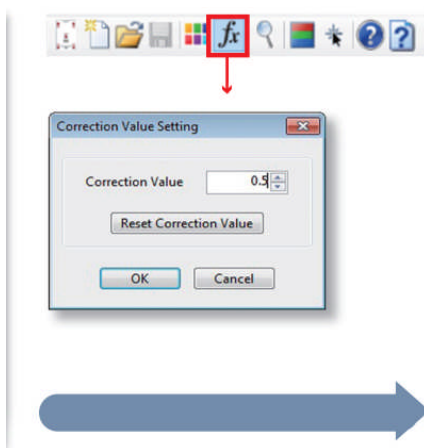 fx
?
?
Correction Value Setting
Correction Value 0.5
Reset Correction Value
OK Cancel